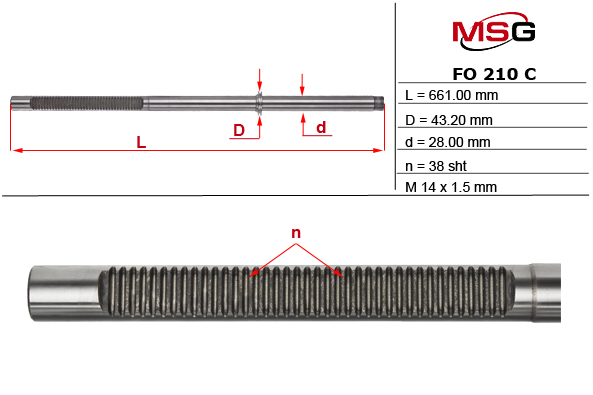 MSG
FO 210 C
L = 661.00 mm
D = 43.20 mm
d = 28.00 mm
n = 38 sht
M 14 x 1.5 mm
D
d
L
n